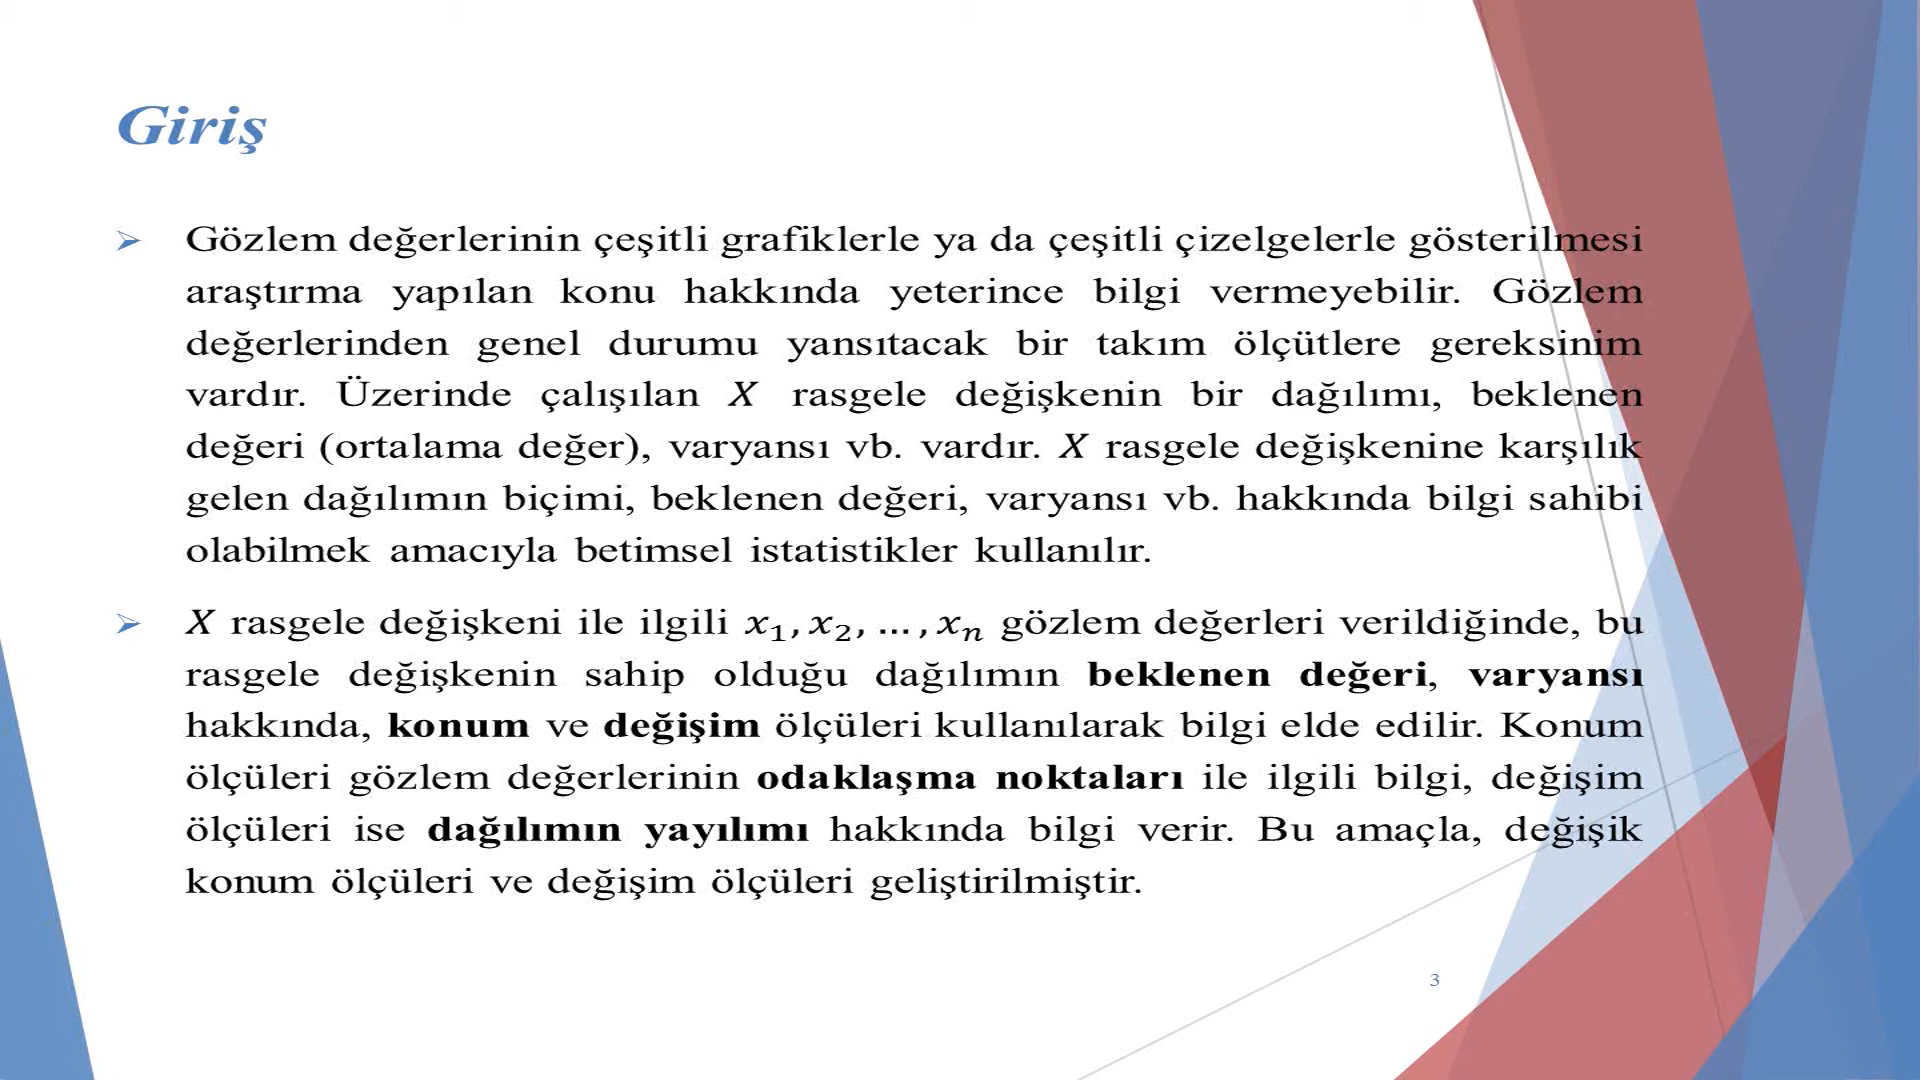 Giriş
➢ Gözlem değerlerinin çeşitli grafiklerle ya da çeşitli çizelgelerle gösterilmesi
araştırma yapılan konu hakkında yeterince bilgi vermeyebilir. Gözlem
değerlerinden genel durumu yansıtacak bir takım ölçütlere gereksinim
vardır. Üzerinde çalışılan X rasgele değişkenin bir dağılımı, beklenen
değeri (ortalama değer), varyansı vb. vardır. X rasgele değişkenine karşılık
gelen dağılımın biçimi, beklenen değeri, varyansı vb. hakkında bilgi sahibi
olabilmek amacıyla betimsel istatistikler kullanılır.
➢ X rasgele değişkeni ile ilgili x₁, x₂, … , xₙ gözlem değerleri verildiğinde, bu
rasgele değişkenin sahip olduğu dağılımın beklenen değeri, varyansı
hakkında, konum ve değişim ölçüleri kullanılarak bilgi elde edilir. Konum
ölçüleri gözlem değerlerinin odaklaşma noktaları ile ilgili bilgi, değişim
ölçüleri ise dağılımın yayılımı hakkında bilgi verir. Bu amaçla, değişik
konum ölçüleri ve değişim ölçüleri geliştirilmiştir.
3